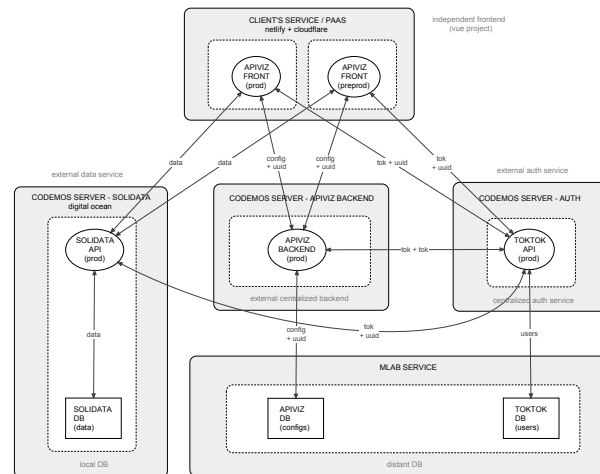 CLIENT'S SERVICE / PAAS
netlify + cloudflare
independent frontend
(vue project)
APIVIZ
FRONT
(prod)
APIVIZ
FRONT
(preprod)
data
data
config
+ uuid
config
+ uuid
tok + uuid
tok
+ uuid
external data service
external auth service
CODEMOS SERVER - SOLIDATA
digital ocean
CODEMOS SERVER - APIVIZ BACKEND
CODEMOS SERVER - AUTH
SOLIDATA
API
(prod)
APIVIZ
BACKEND
(prod)
tok + tok
TOKTOK
API
(prod)
external centralized backend
centralized auth service
data
config
+ uuid
tok
+ uuid
users
MLAB SERVICE
SOLIDATA
DB
(data)
APIVIZ
DB
(configs)
TOKTOK
DB
(users)
local DB
distant DB